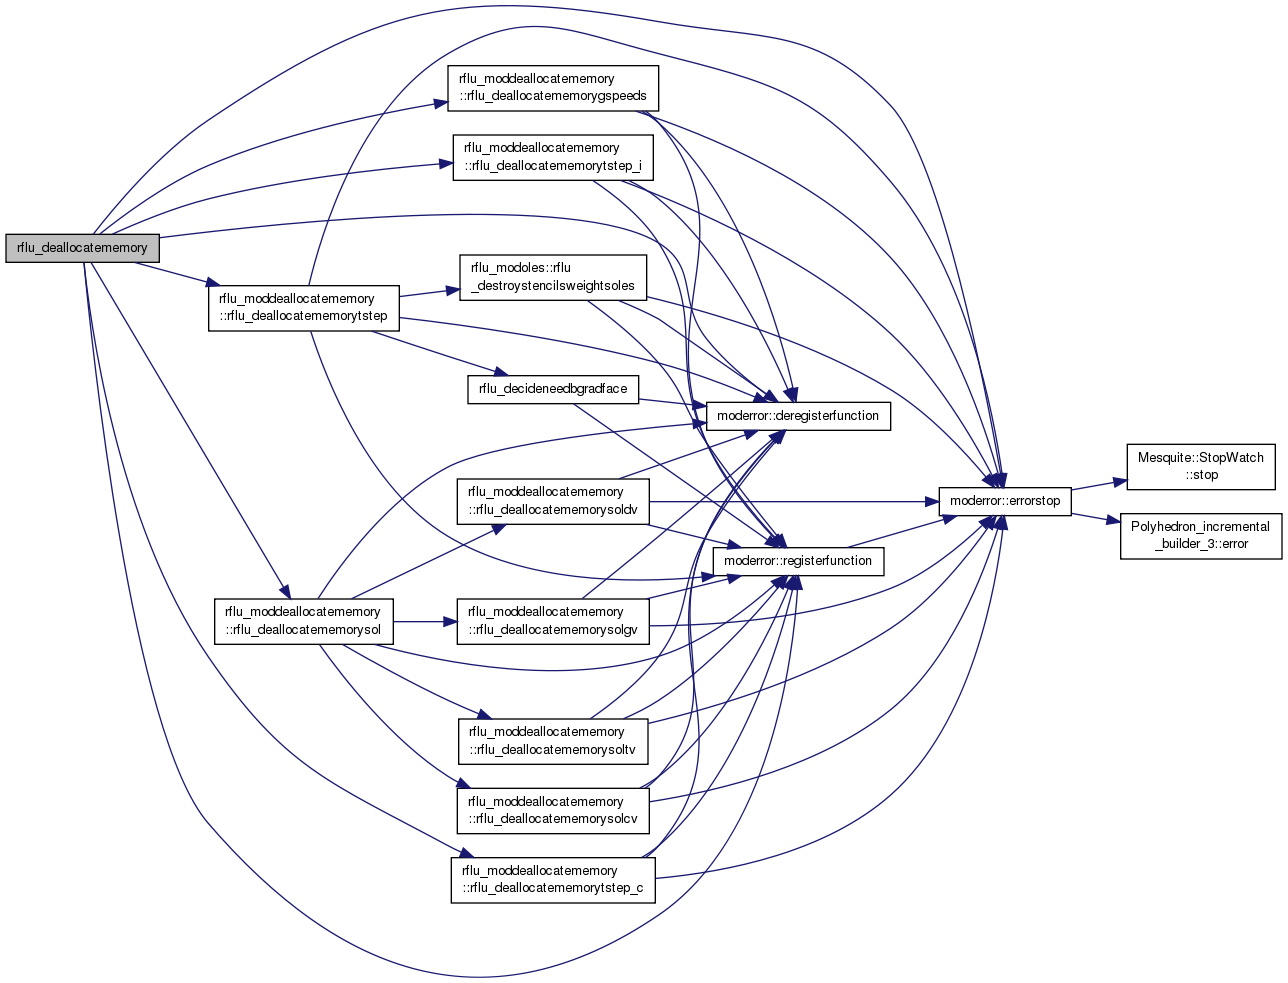 rflu_deallocatememory
rflu_moddeallocatememory
::rflu_deallocatememorygspeeds
rflu_moddeallocatememory
::rflu_deallocatememorytstep_i
rflu_moddeallocatememory
::rflu_deallocatememorytstep
rflu_modoles::rflu
_destroystencilsweightsoles
rflu_decideneedbgradface
moderror::deregisterfunction
rflu_moddeallocatememory
::rflu_deallocatememorysoldv
moderror::errorstop
Mesquite::StopWatch
::stop
Polyhedron_incremental
_builder_3::error
moderror::registerfunction
rflu_moddeallocatememory
::rflu_deallocatememorysol
rflu_moddeallocatememory
::rflu_deallocatememorysolgv
rflu_moddeallocatememory
::rflu_deallocatememorysoltv
rflu_moddeallocatememory
::rflu_deallocatememorysolcv
rflu_moddeallocatememory
::rflu_deallocatememorytstep_c